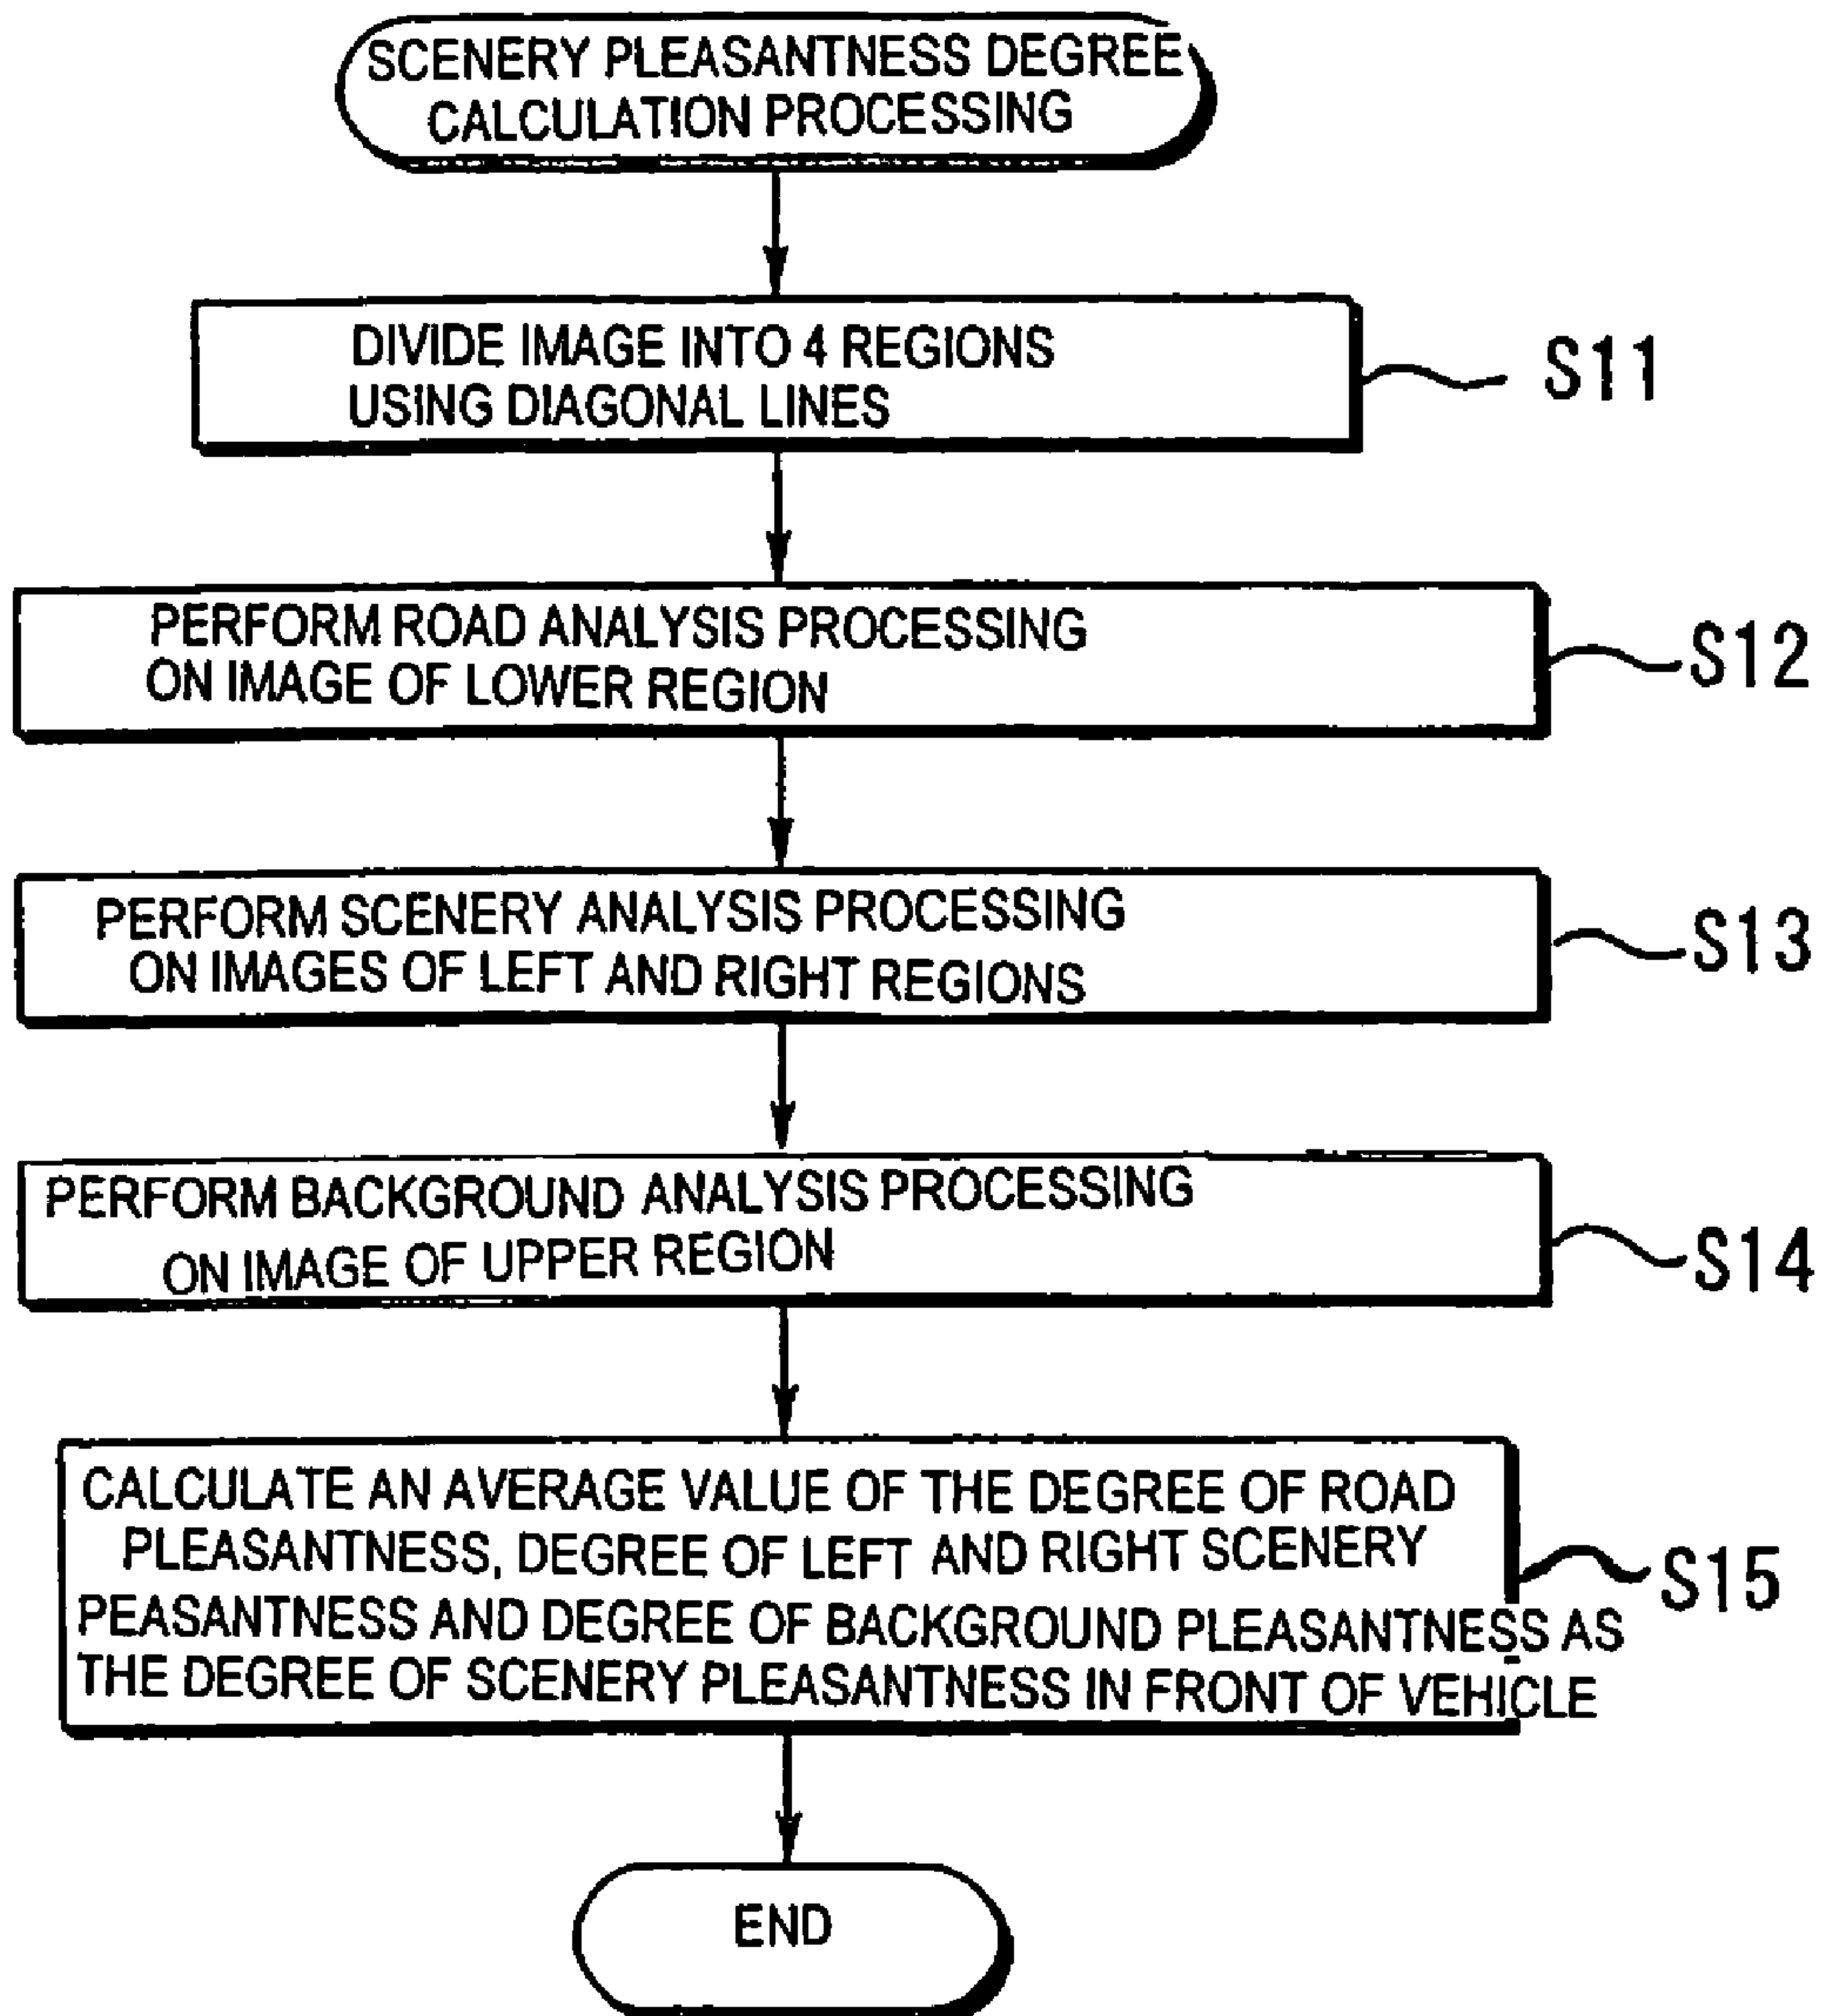 SCENERY PLEASANTNESS DEGREE
CALCULATION PROCESSING
DIVIDE IMAGE INTO 4 REGIONS
USING DIAGONAL LINES
S11
PERFORM ROAD ANALYSIS PROCESSING
ON IMAGE OF LOWER REGION
S12
PERFORM SCENERY ANALYSIS PROCESSING
ON IMAGES OF LEFT AND RIGHT REGIONS
S13
PERFORM BACKGROUND ANALYSIS PROCESSING
ON IMAGE OF UPPER REGION
S14
CALCULATE AN AVERAGE VALUE OF THE DEGREE OF ROAD
PLEASANTNESS, DEGREE OF LEFT AND RIGHT SCENERY
PEASANTNESS AND DEGREE OF BACKGROUND PLEASANTNESS AS
THE DEGREE OF SCENERY PLEASANTNESS IN FRONT OF VEHICLE
S15
END